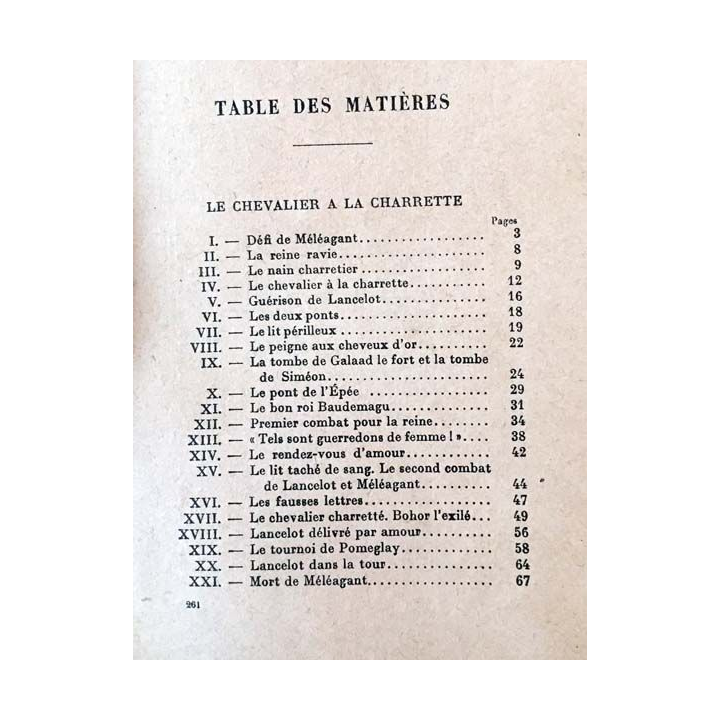 TABLE DES MATIÈRES
LE CHEVALIER A LA CHARRETTE
Pages
I. — Défi de Méléagant.................. 3
II. — La reine ravie..................... 8
III. — Le nain charretier ................ 9
IV. — Le chevalier à la charrette.......... 12
V. — Guérison de Lancelot.............. 16
VI. — Les deux ponts................... 18
VII. — Le lit périlleux ................... 19
VIII. — Le peigne aux cheveux d'or.......... 22
IX. — La tombe de Galaad le fort et la tombe
de Siméon....................... 24
X. — Le pont de l'Épée ................ 29
XI. — Le bon roi Baudemagu............. 31
XII. — Premier combat pour la reine....... 34
XIII. — « Tels sont guerredons de femme ! ».... 38
XIV. — Le rendez-vous d'amour............ 42
XV. — Le lit taché de sang. Le second combat
de Lancelot et Méléagant.......... 44
XVI. — Les fausses lettres................. 47
XVII. — Le chevalier charretté. Bohor l'exilé... 49
XVIII. — Lancelot délivré par amour.......... 56
XIX. — Le tournoi de Pomeglay............ 58
XX. — Lancelot dans la tour.............. 64
XXI. — Mort de Méléagant................ 67
261